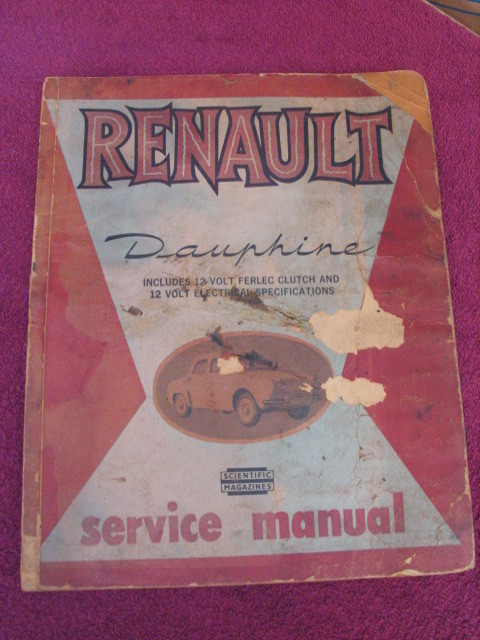 RENAULT
Dauphine
INCLUDES 12 VOLT FERLEC CLUTCH AND
12 VOLT ELECTRICAL SPECIFICATIONS
SCIENTIFIC
MAGAZINES
service manual